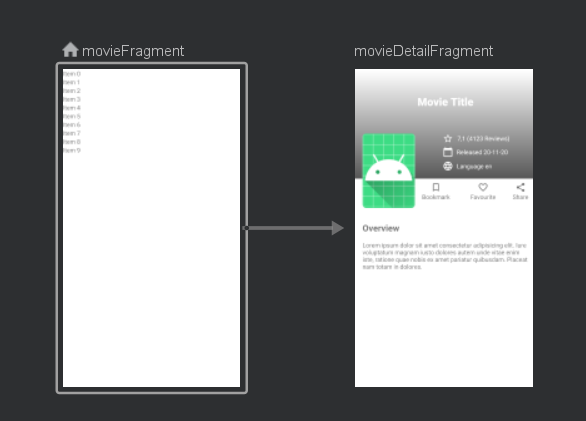 movieFragment
Item 0
Item 1
Item 2
Item 3
Item 4
Item 5
Item 6
Item 7
Item 8
Item 9
movieDetailFragment
Movie Title
7,1 (4123 Reviews)
Released 20-11-20
Language en
Bookmark Favourite Share
Overview
Lorem ipsum dolor sit amet consectetur adipisicing elit. Iure
voluptatum magnam iusto dolores autem unde vitae enim
iste, ratione quae nobis ex amet pariatur quibusdam. Placeat
nam totam in dolores.